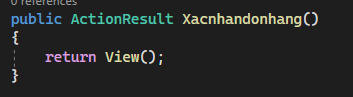 0 references
public ActionResult Xacnhandonhang()
{
return View();
}